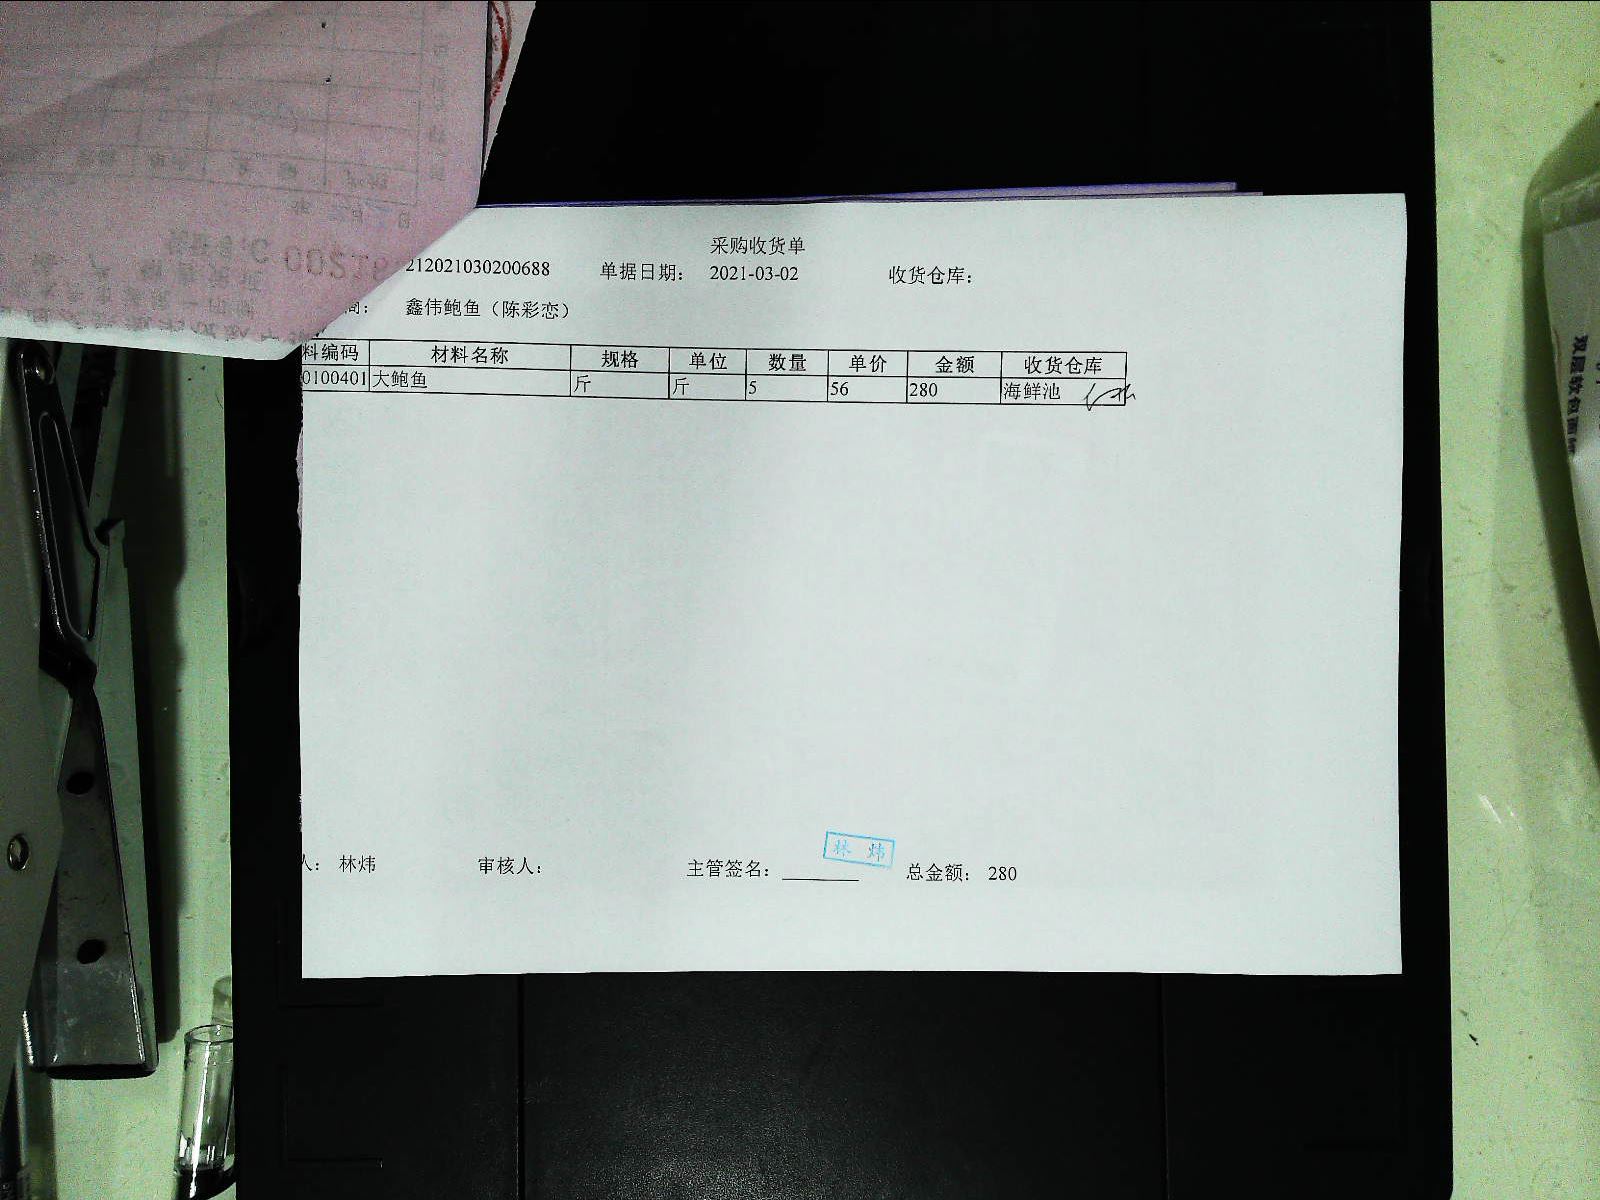 采购收货单
212021030200688 单据日期： 2021-03-02 收货仓库：
商： 鑫伟鲍鱼（陈彩恋）
料编码 材料名称 规格 单位 数量 单价 金额 收货仓库
0100401 大鲍鱼 斤 斤 5 56 280 海鲜池
林炜
人： 林炜 审核人： 主管签名： 总金额： 280